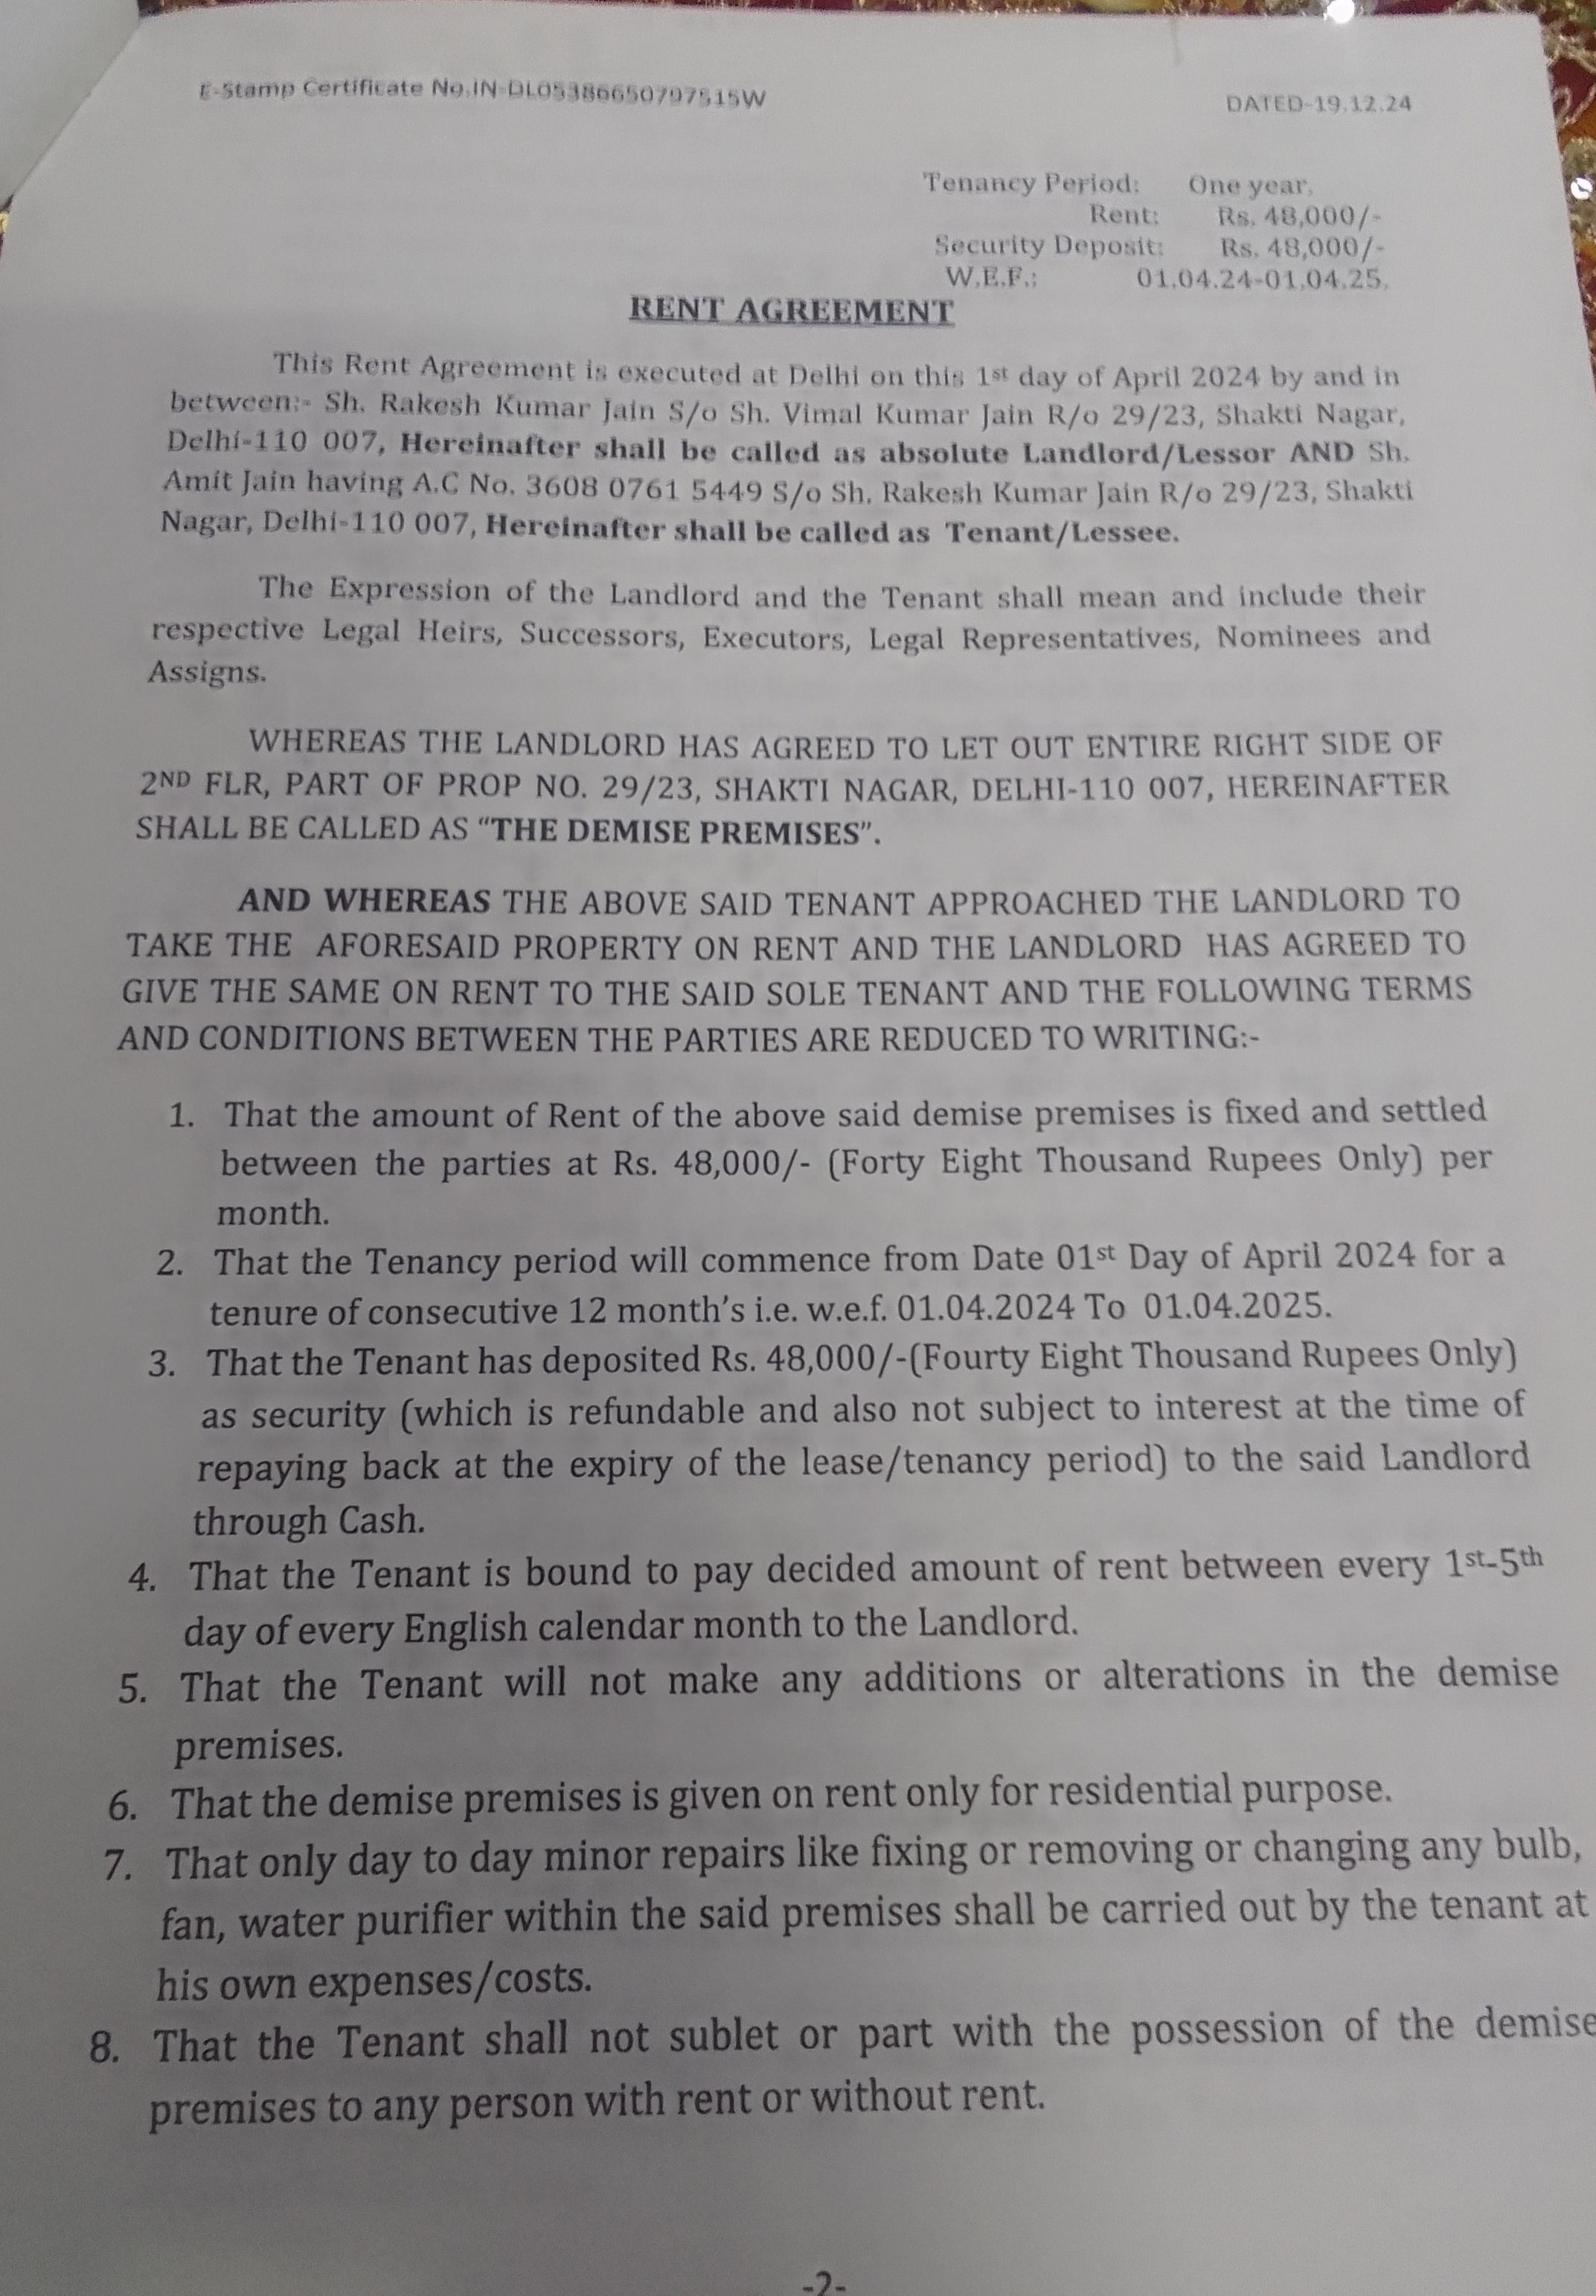 E-Stamp Certificate No.IN-DL05386650797515W
DATED-19.12.24
Tenancy Period: One year.
Rent: Rs. 48,000/-
Security Deposit: Rs. 48,000/-
W.E.F.: 01.04.24-01.04.25.
RENT AGREEMENT
This Rent Agreement is executed at Delhi on this 1st day of April 2024 by and in
between:- Sh. Rakesh Kumar Jain S/o Sh. Vimal Kumar Jain R/o 29/23, Shakti Nagar,
Delhi-110 007, Hereinafter shall be called as absolute Landlord/Lessor AND Sh.
Amit Jain having A.C No. 3608 0761 5449 S/o Sh. Rakesh Kumar Jain R/o 29/23, Shakti
Nagar, Delhi-110 007, Hereinafter shall be called as Tenant/Lessee.
The Expression of the Landlord and the Tenant shall mean and include their
respective Legal Heirs, Successors, Executors, Legal Representatives, Nominees and
Assigns.
WHEREAS THE LANDLORD HAS AGREED TO LET OUT ENTIRE RIGHT SIDE OF
2ND FLR, PART OF PROP NO. 29/23, SHAKTI NAGAR, DELHI-110 007, HEREINAFTER
SHALL BE CALLED AS "THE DEMISE PREMISES".
AND WHEREAS THE ABOVE SAID TENANT APPROACHED THE LANDLORD TO
TAKE THE AFORESAID PROPERTY ON RENT AND THE LANDLORD HAS AGREED TO
GIVE THE SAME ON RENT TO THE SAID SOLE TENANT AND THE FOLLOWING TERMS
AND CONDITIONS BETWEEN THE PARTIES ARE REDUCED TO WRITING:-
1. That the amount of Rent of the above said demise premises is fixed and settled
between the parties at Rs. 48,000/- (Forty Eight Thousand Rupees Only) per
month.
2. That the Tenancy period will commence from Date 01st Day of April 2024 for a
tenure of consecutive 12 month's i.e. w.e.f. 01.04.2024 To 01.04.2025.
3. That the Tenant has deposited Rs. 48,000/-(Fourty Eight Thousand Rupees Only)
as security (which is refundable and also not subject to interest at the time of
repaying back at the expiry of the lease/tenancy period) to the said Landlord
through Cash.
4. That the Tenant is bound to pay decided amount of rent between every 1st-5th
day of every English calendar month to the Landlord.
5. That the Tenant will not make any additions or alterations in the demise
premises.
6. That the demise premises is given on rent only for residential purpose.
7. That only day to day minor repairs like fixing or removing or changing any bulb,
fan, water purifier within the said premises shall be carried out by the tenant at
his own expenses/costs.
8. That the Tenant shall not sublet or part with the possession of the demise
premises to any person with rent or without rent.
-2-